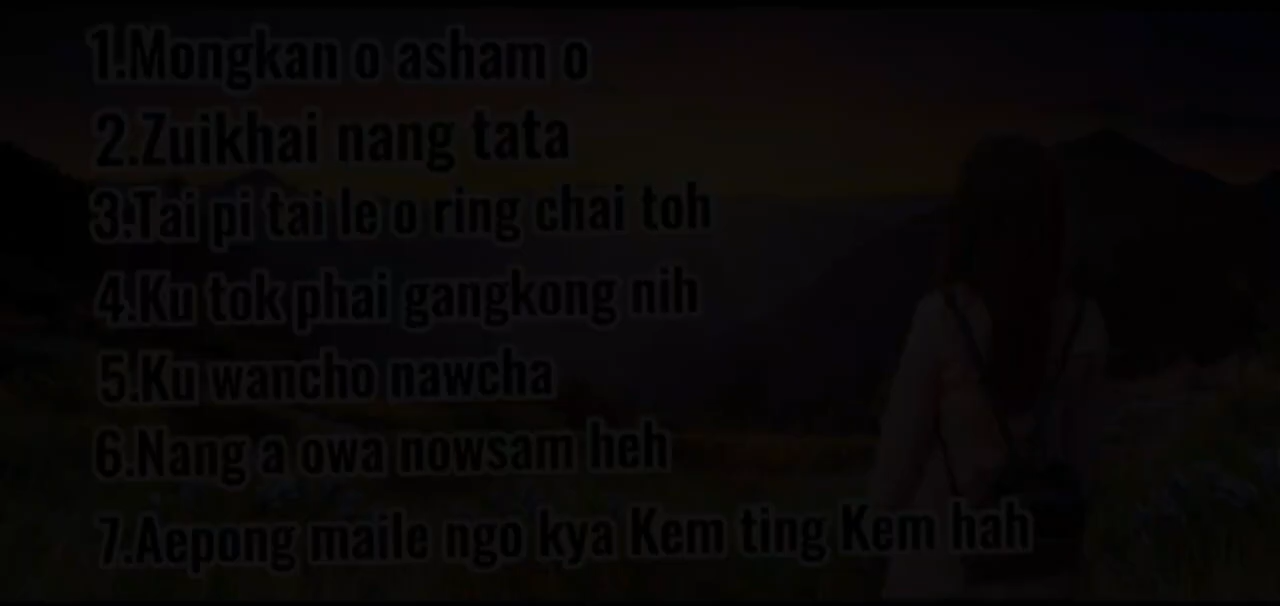 1.Mongkan o asham o
2.Zuikhai nang tata
3.Tai pi tai le o ring chai toh
4.Ku tok phai gangkong nih
5.Ku wancho nawcha
6.Nang a owa nowsam heh
7.Aepong maile ngo kya Kem ting Kem hah